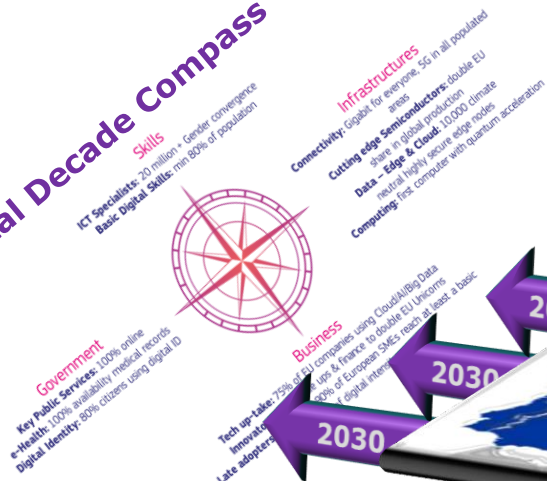 al Decade Compass
Skills
ICT Specialists: 20 million + Gender convergence
Basic Digital Skills: min 80% of population
Infrastructures
Connectivity: Gigabit for everyone, 5G in all populated
areas
Cutting edge Semiconductors: double EU
share in global production
Data – Edge & Cloud: 10,000 climate
neutral highly secure edge nodes
Computing: first computer with quantum acceleration
Government
Key Public Services: 100% online
e-Health: 100% availability medical records
Digital Identity: 80% citizens using digital ID
Business
Tech up-take: 75% of EU companies using Cloud/AI/Big Data
ups & finance to double EU Unicorns
Late adopters 90% of European SMEs reach at least a basic
of digital
2030
2030